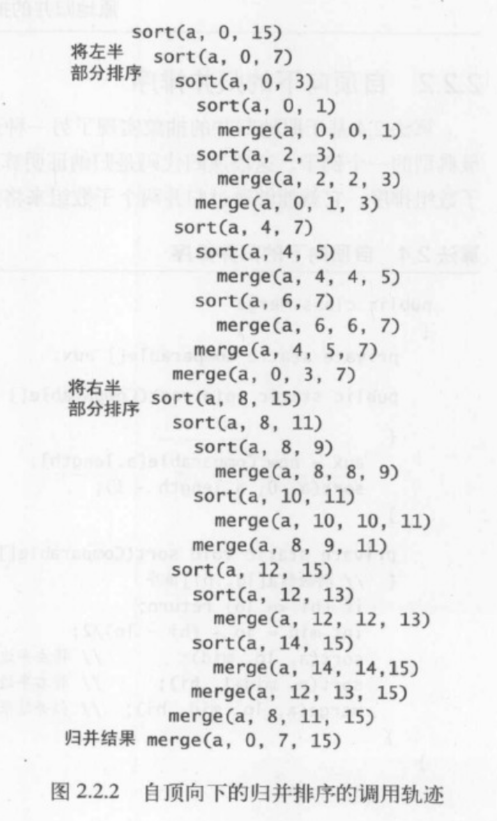 sort(a, 0, 15)
将左半 sort(a, 0, 7)
部分排序 sort(a, 0, 3)
sort(a, 0, 1)
merge(a, 0, 0, 1)
sort(a, 2, 3)
merge(a, 2, 2, 3)
merge(a, 0, 1, 3)
sort(a, 4, 7)
sort(a, 4, 5)
merge(a, 4, 4, 5)
sort(a, 6, 7)
merge(a, 6, 6, 7)
merge(a, 4, 5, 7)
merge(a, 0, 3, 7)
将右半
部分排序 sort(a, 8, 15)
sort(a, 8, 11)
sort(a, 8, 9)
merge(a, 8, 8, 9)
sort(a, 10, 11)
merge(a, 10, 10, 11)
merge(a, 8, 9, 11)
sort(a, 12, 15)
sort(a, 12, 13)
merge(a, 12, 12, 13)
sort(a, 14, 15)
merge(a, 14, 14,15)
merge(a, 12, 13, 15)
merge(a, 8, 11, 15)
归并结果 merge(a, 0, 7, 15)
图 2.2.2 自顶向下的归并排序的调用轨迹